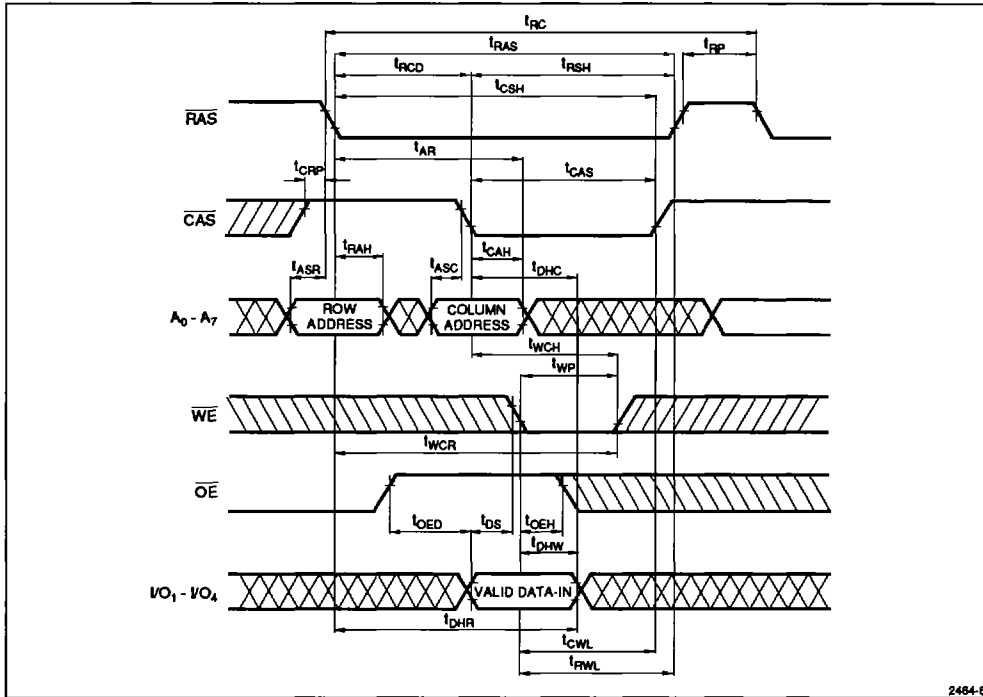 tRC
tRAS
tRP
tRCD
tRSH
tCSH
RAS
tAR
tCRP
tCAS
CAS
tRAH
tCAH
tASR
tASC
tDHC
A0 - A7
ROW ADDRESS
COLUMN ADDRESS
tWCH
tWP
WE
tWCR
OE
tOED
tDS
tOEH
tDHW
I/O1 - I/O4
VALID DATA-IN
tDHR
tCWL
tRWL
2464-6